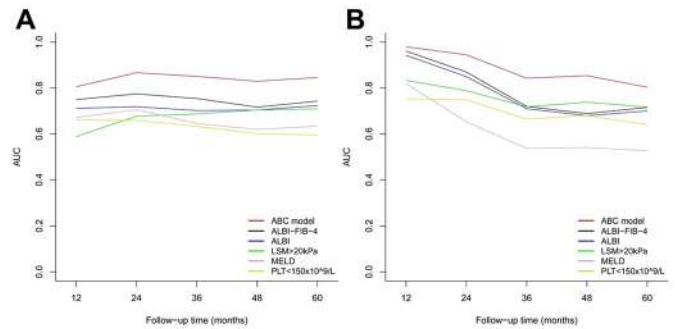 A
1.0
0.8
0.6
0.4
0.2
0.0
AUC
ABC model
ALBI−FIB−4
ALBI
LSM>20kPa
MELD
PLT<150x10^9/L
12 24 36 48 60
Follow−up time (months)
B
1.0
0.8
0.6
0.4
0.2
0.0
AUC
ABC model
ALBI−FIB−4
ALBI
LSM>20kPa
MELD
PLT<150x10^9/L
12 24 36 48 60
Follow−up time (months)